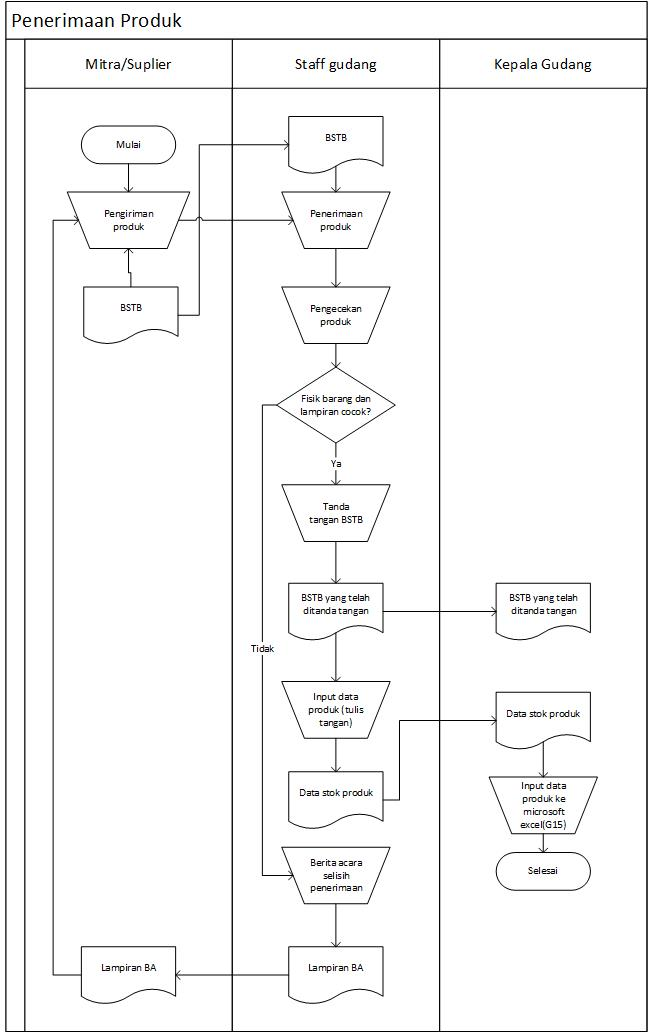 Penerimaan Produk
Mitra/Suplier
Staff gudang
Kepala Gudang
Mulai
BSTB
Pengiriman
produk
Penerimaan
produk
BSTB
Pengecekan
produk
Fisik barang dan
lampiran cocok?
Ya
Tanda
tangan BSTB
BSTB yang telah
ditanda tangan
BSTB yang telah
ditanda tangan
Tidak
Input data
produk (tulis
tangan)
Data stok produk
Data stok produk
Input data
produk ke
microsoft
excel(G15)
Berita acara
selisih
penerimaan
Selesai
Lampiran BA
Lampiran BA